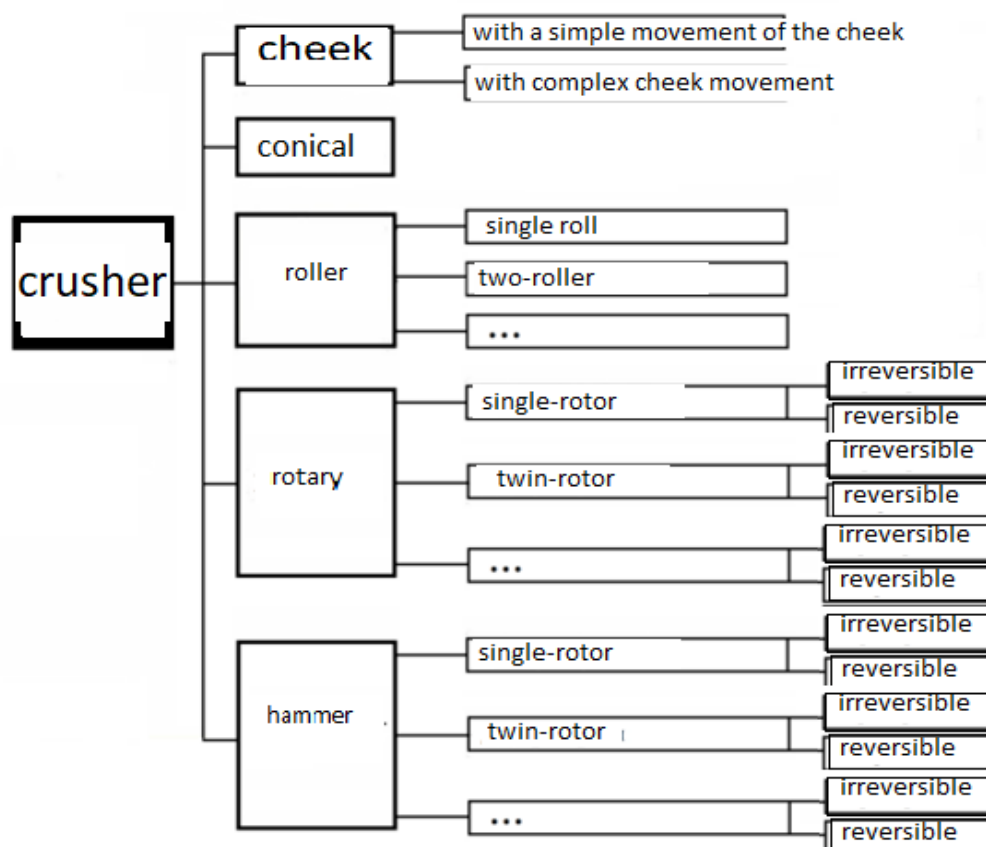 crusher
cheek
with a simple movement of the cheek
with complex cheek movement
conical
roller
single roll
two-roller
...
rotary
single-rotor
irreversible
reversible
twin-rotor
irreversible
reversible
...
irreversible
reversible
hammer
single-rotor
irreversible
reversible
twin-rotor
irreversible
reversible
...
irreversible
reversible